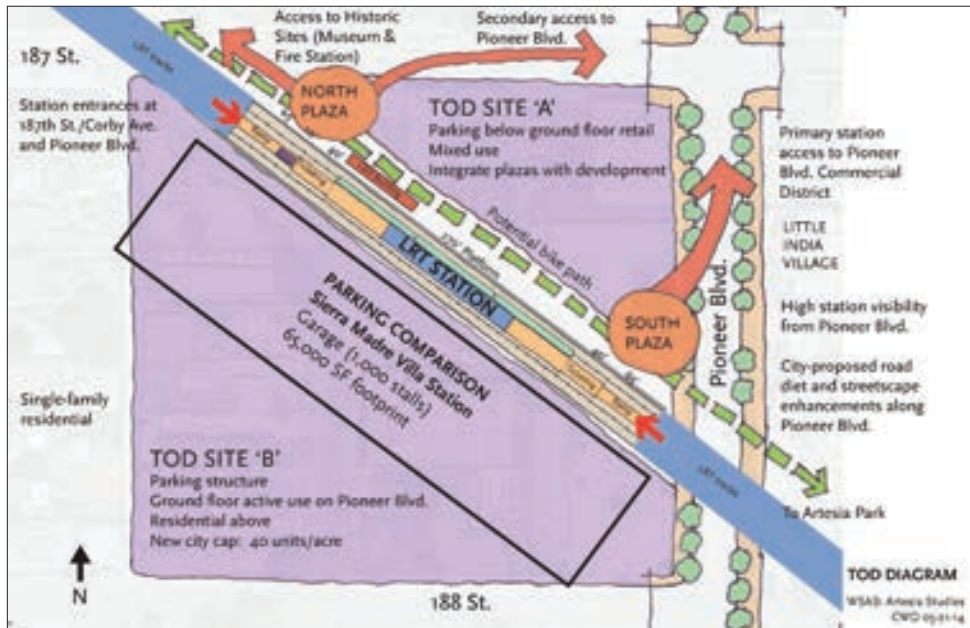 187 St.
LRT tracks
Access to Historic
Sites (Museum &
Fire Station)
Secondary access to
Pioneer Blvd.
Station entrances at
187th St./Corby Ave.
and Pioneer Blvd.
NORTH
PLAZA
TOD SITE 'A'
Parking below ground floor retail
Mixed use
Integrate plazas with development
Primary station
access to Pioneer
Blvd. Commercial
District
LITTLE
INDIA
VILLAGE
Potential bike path
270' Platform
LRT STATION
SOUTH
PLAZA
Pioneer Blvd.
High station visibility
from Pioneer Blvd.
City-proposed road
diet and streetscape
enhancements along
Pioneer Blvd.
PARKING COMPARISON
Sierra Madre Villa Station
Garage (1,000 stalls)
65,000 SF footprint
Single-family
residential
TOD SITE 'B'
Parking structure
Ground floor active use on Pioneer Blvd.
Residential above
New city cap: 40 units/acre
LRT tracks
To Artesia Park
N
188 St.
TOD DIAGRAM
WSAB: Artesia Studies